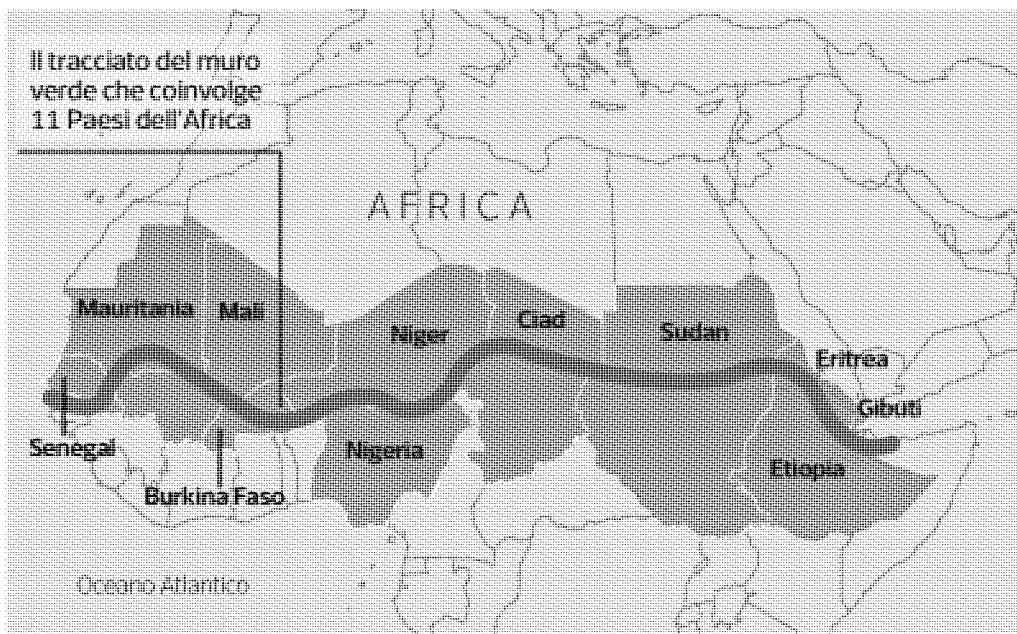 Il tracciato del muro
verde che coinvolge
11 Paesi dell'Africa
AFRICA
Mauritania
Mali
Niger
Ciad
Sudan
Eritrea
Gibuti
Senegal
Nigeria
Etiopia
Burkina Faso
Oceano Atlantico